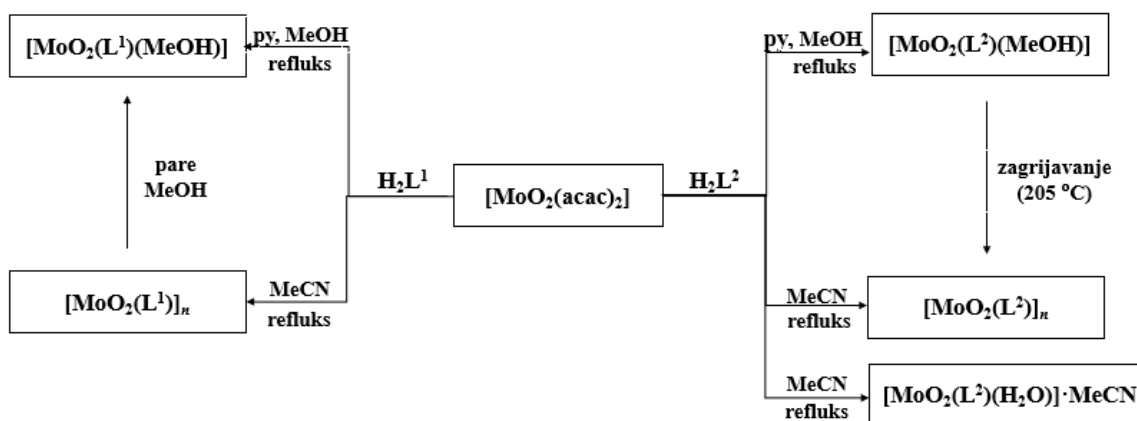 [MoO₂(L¹)(MeOH)]
py, MeOH
refluks
py, MeOH
refluks
[MoO₂(L²)(MeOH)]
pare
MeOH
H₂L¹
[MoO₂(acac)₂]
H₂L²
zagrijavanje
(205 °C)
[MoO₂(L¹)]ₙ
MeCN
refluks
MeCN
refluks
[MoO₂(L²)]ₙ
MeCN
refluks
[MoO₂(L²)(H₂O)]·MeCN